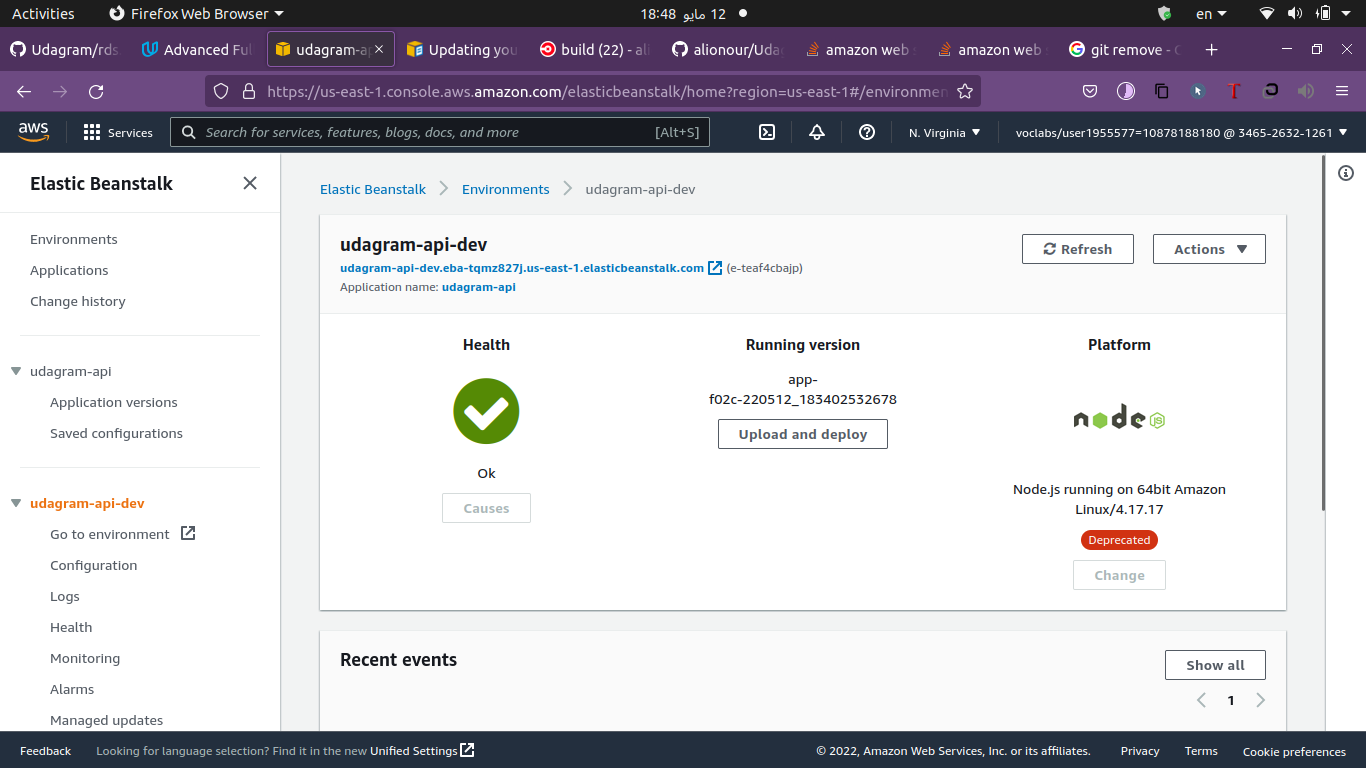 Activities
Firefox Web Browser
18:48 12 مايو
en
Udagram/rds
Advanced Ful
udagram-ap
Updating you
build (22) - ali
alionour/Udag
amazon web s
amazon web s
git remove - G
https://us-east-1.console.aws.amazon.com/elasticbeanstalk/home?region=us-east-1#/environmen
aws
Services
Search for services, features, blogs, docs, and more
[Alt+S]
N. Virginia
voclabs/user1955577=10878188180 @ 3465-2632-1261
Elastic Beanstalk
Environments
Applications
Change history
udagram-api
Application versions
Saved configurations
udagram-api-dev
Go to environment
Configuration
Logs
Health
Monitoring
Alarms
Managed updates
Elastic Beanstalk
Environments
udagram-api-dev
udagram-api-dev
udagram-api-dev.eba-tqmz827j.us-east-1.elasticbeanstalk.com (e-teaf4cbajp)
Application name: udagram-api
Refresh
Actions
Health
Ok
Causes
Running version
app-
f02c-220512_183402532678
Upload and deploy
Platform
node
JS
Node.js running on 64bit Amazon
Linux/4.17.17
Deprecated
Change
Recent events
Show all
1
Feedback
Looking for language selection? Find it in the new Unified Settings
© 2022, Amazon Web Services, Inc. or its affiliates.
Privacy
Terms
Cookie preferences